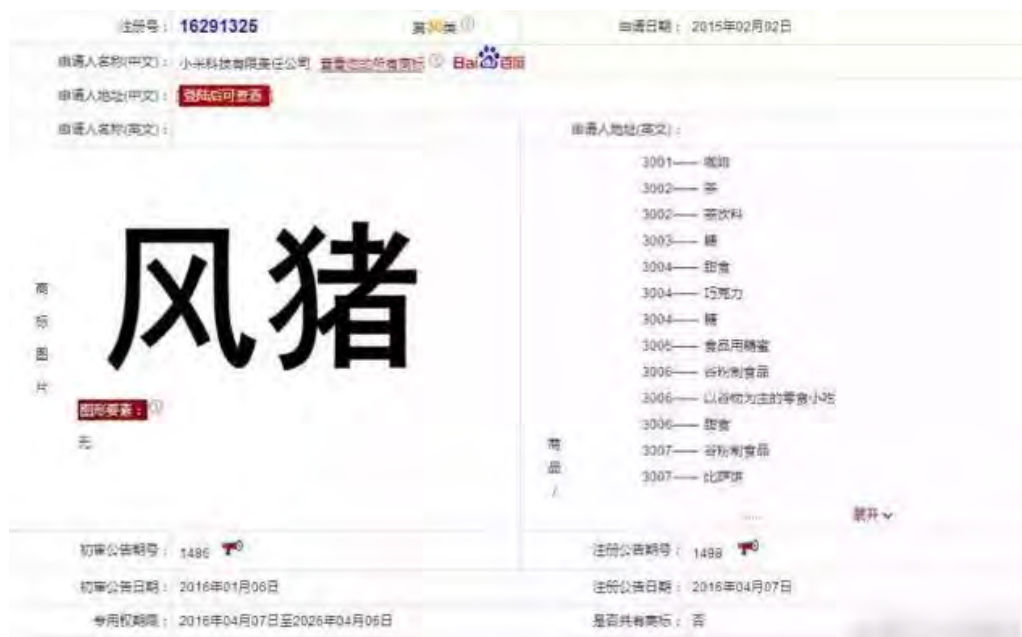 注册号： 16291325 第30类 申请日期： 2015年02月02日
申请人名称(中文)： 小米科技有限责任公司 查看您的所有商标 Bai百度
申请人地址(中文)： 登陆后可查看
申请人名称(英文)： 申请人地址(英文)：
3001—— 咖啡
3002—— 茶
3002—— 茶饮料
3003—— 糖
3004—— 甜食
3004—— 巧克力
3004—— 糖
3005—— 食品用糖蜜
3006—— 谷粉制食品
3006—— 以谷物为主的零食小吃
3006—— 甜食
3007—— 谷粉制食品
3007—— 比萨饼
......
展开
商标图片
风猪
图形要素：
无
商品/
初审公告期号： 1486 注册公告期号： 1498
初审公告日期： 2016年01月06日 注册公告日期： 2016年04月07日
专用权期限： 2016年04月07日至2026年04月06日 是否共有商标： 否